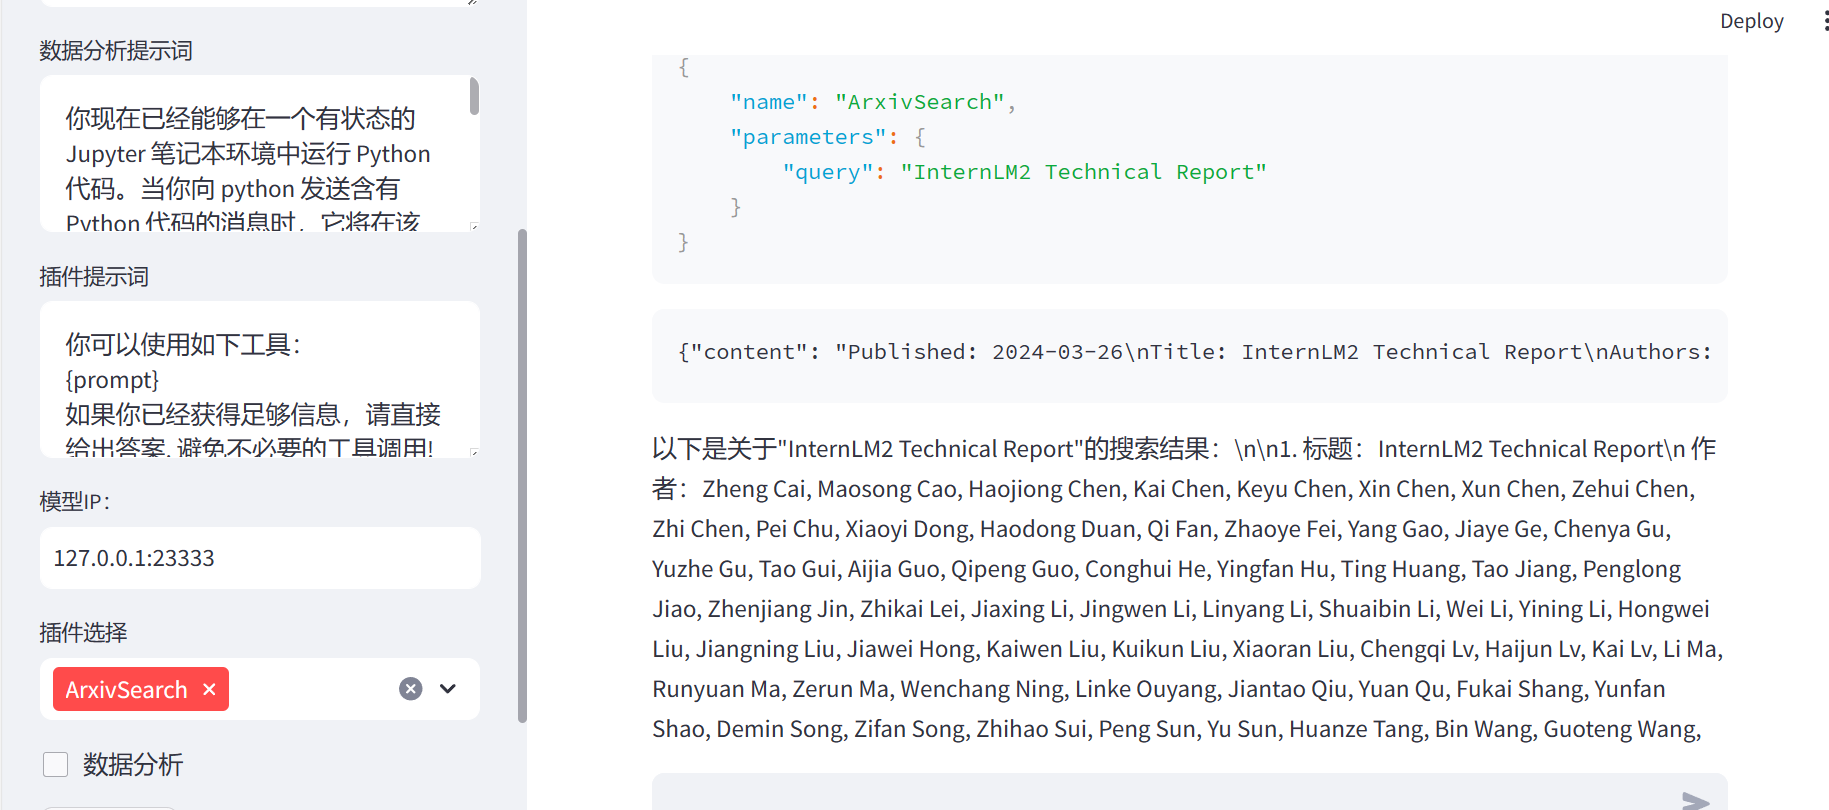 数据分析提示词
你现在已经能够在一个有状态的
Jupyter 笔记本环境中运行 Python
代码。当你向 python 发送含有
Python 代码的消息时，它将在该
插件提示词
你可以使用如下工具：
{prompt}
如果你已经获得足够信息，请直接
给出答案. 避免不必要的工具调用!
模型IP：
127.0.0.1:23333
插件选择
ArxivSearch
数据分析
Deploy
{
"name": "ArxivSearch",
"parameters": {
"query": "InternLM2 Technical Report"
}
}
{"content": "Published: 2024-03-26\nTitle: InternLM2 Technical Report\nAuthors:
以下是关于"InternLM2 Technical Report"的搜索结果：\n\n1. 标题：InternLM2 Technical Report\n 作
者：Zheng Cai, Maosong Cao, Haojiong Chen, Kai Chen, Keyu Chen, Xin Chen, Xun Chen, Zehui Chen,
Zhi Chen, Pei Chu, Xiaoyi Dong, Haodong Duan, Qi Fan, Zhaoye Fei, Yang Gao, Jiaye Ge, Chenya Gu,
Yuzhe Gu, Tao Gui, Aijia Guo, Qipeng Guo, Conghui He, Yingfan Hu, Ting Huang, Tao Jiang, Penglong
Jiao, Zhenjiang Jin, Zhikai Lei, Jiaxing Li, Jingwen Li, Linyang Li, Shuaibin Li, Wei Li, Yining Li, Hongwei
Liu, Jiangning Liu, Jiawei Hong, Kaiwen Liu, Kuikun Liu, Xiaoran Liu, Chengqi Lv, Haijun Lv, Kai Lv, Li Ma,
Runyuan Ma, Zerun Ma, Wenchang Ning, Linke Ouyang, Jiantao Qiu, Yuan Qu, Fukai Shang, Yunfan
Shao, Demin Song, Zifan Song, Zhihao Sui, Peng Sun, Yu Sun, Huanze Tang, Bin Wang, Guoteng Wang,